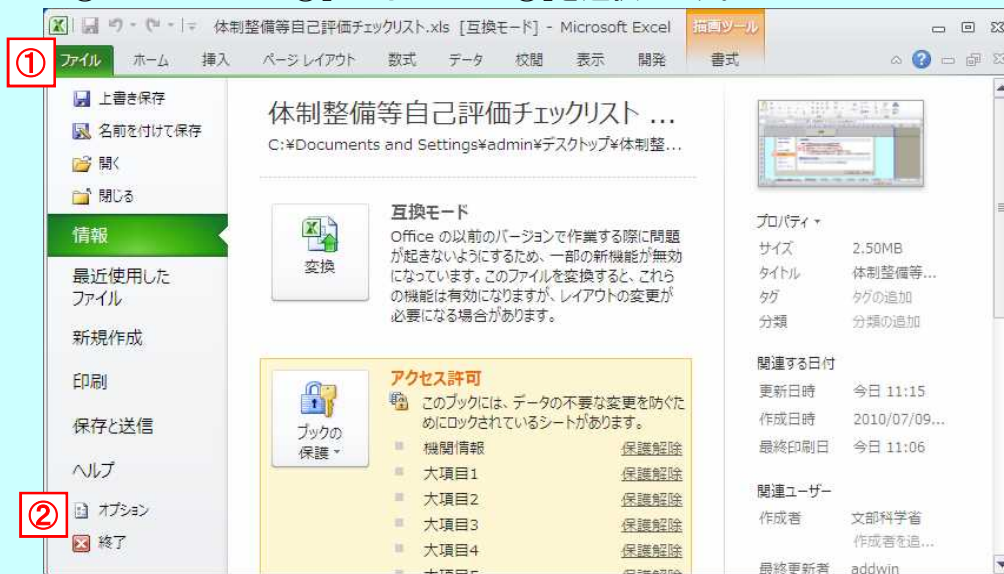 体制整備等自己評価チェックリスト.xls [互換モード] - Microsoft Excel
描画ツール
①
ファイル ホーム 挿入 ページ レイアウト 数式 データ 校閲 表示 開発 書式
上書き保存
名前を付けて保存
開く
閉じる
情報
最近使用した
ファイル
新規作成
印刷
保存と送信
ヘルプ
②
オプション
終了
体制整備等自己評価チェックリスト ...
C:¥Documents and Settings¥admin¥デスクトップ¥体制整...
変換
互換モード
Office の以前のバージョンで作業する際に問題
が起きないようにするため、一部の新機能が無効
になっています。このファイルを変換すると、これら
の機能は有効になりますが、レイアウトの変更が
必要になる場合があります。
ブックの
保護
アクセス許可
このブックには、データの不要な変更を防ぐた
めにロックされているシートがあります。
機関情報 保護解除
大項目1 保護解除
大項目2 保護解除
大項目3 保護解除
大項目4 保護解除
プロパティ
サイズ 2.50MB
タイトル 体制整備等...
タグ タグの追加
分類 分類の追加
関連する日付
更新日時 今日 11:15
作成日時 2010/07/09...
最終印刷日 今日 11:06
関連ユーザー
作成者 文部科学省
作成者を追...
最終更新者 addwin